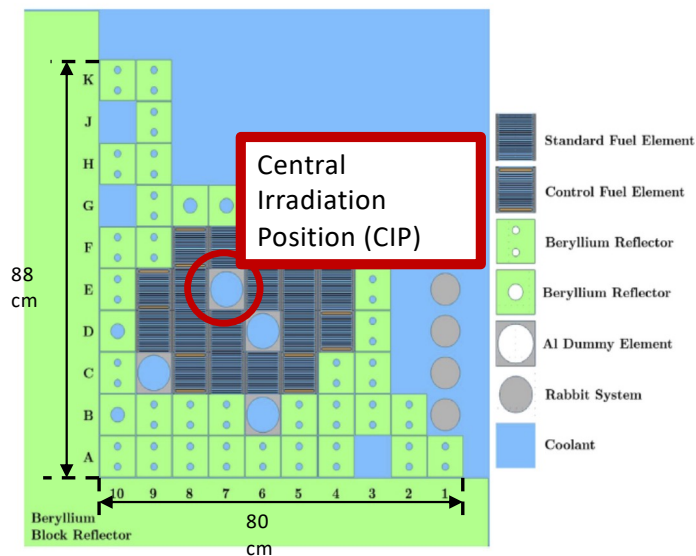 K
J
H
G
F
E
D
C
B
A
88
cm
Central
Irradiation
Position (CIP)
Standard Fuel Element
Control Fuel Element
Beryllium Reflector
Beryllium Reflector
Al Dummy Element
Rabbit System
Coolant
10 9 8 7 6 5 4 3 2 1
80
cm
Beryllium
Block Reflector